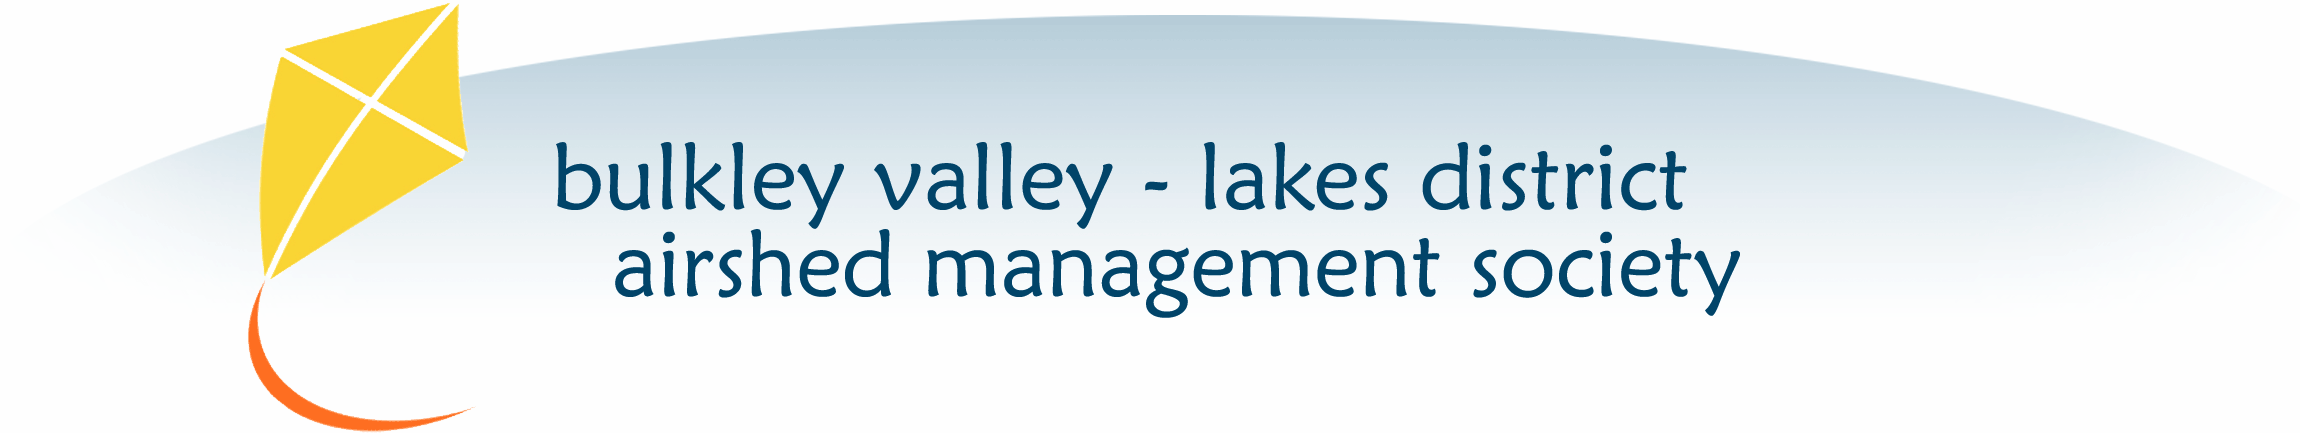 bulkley valley - lakes district
airshed management society